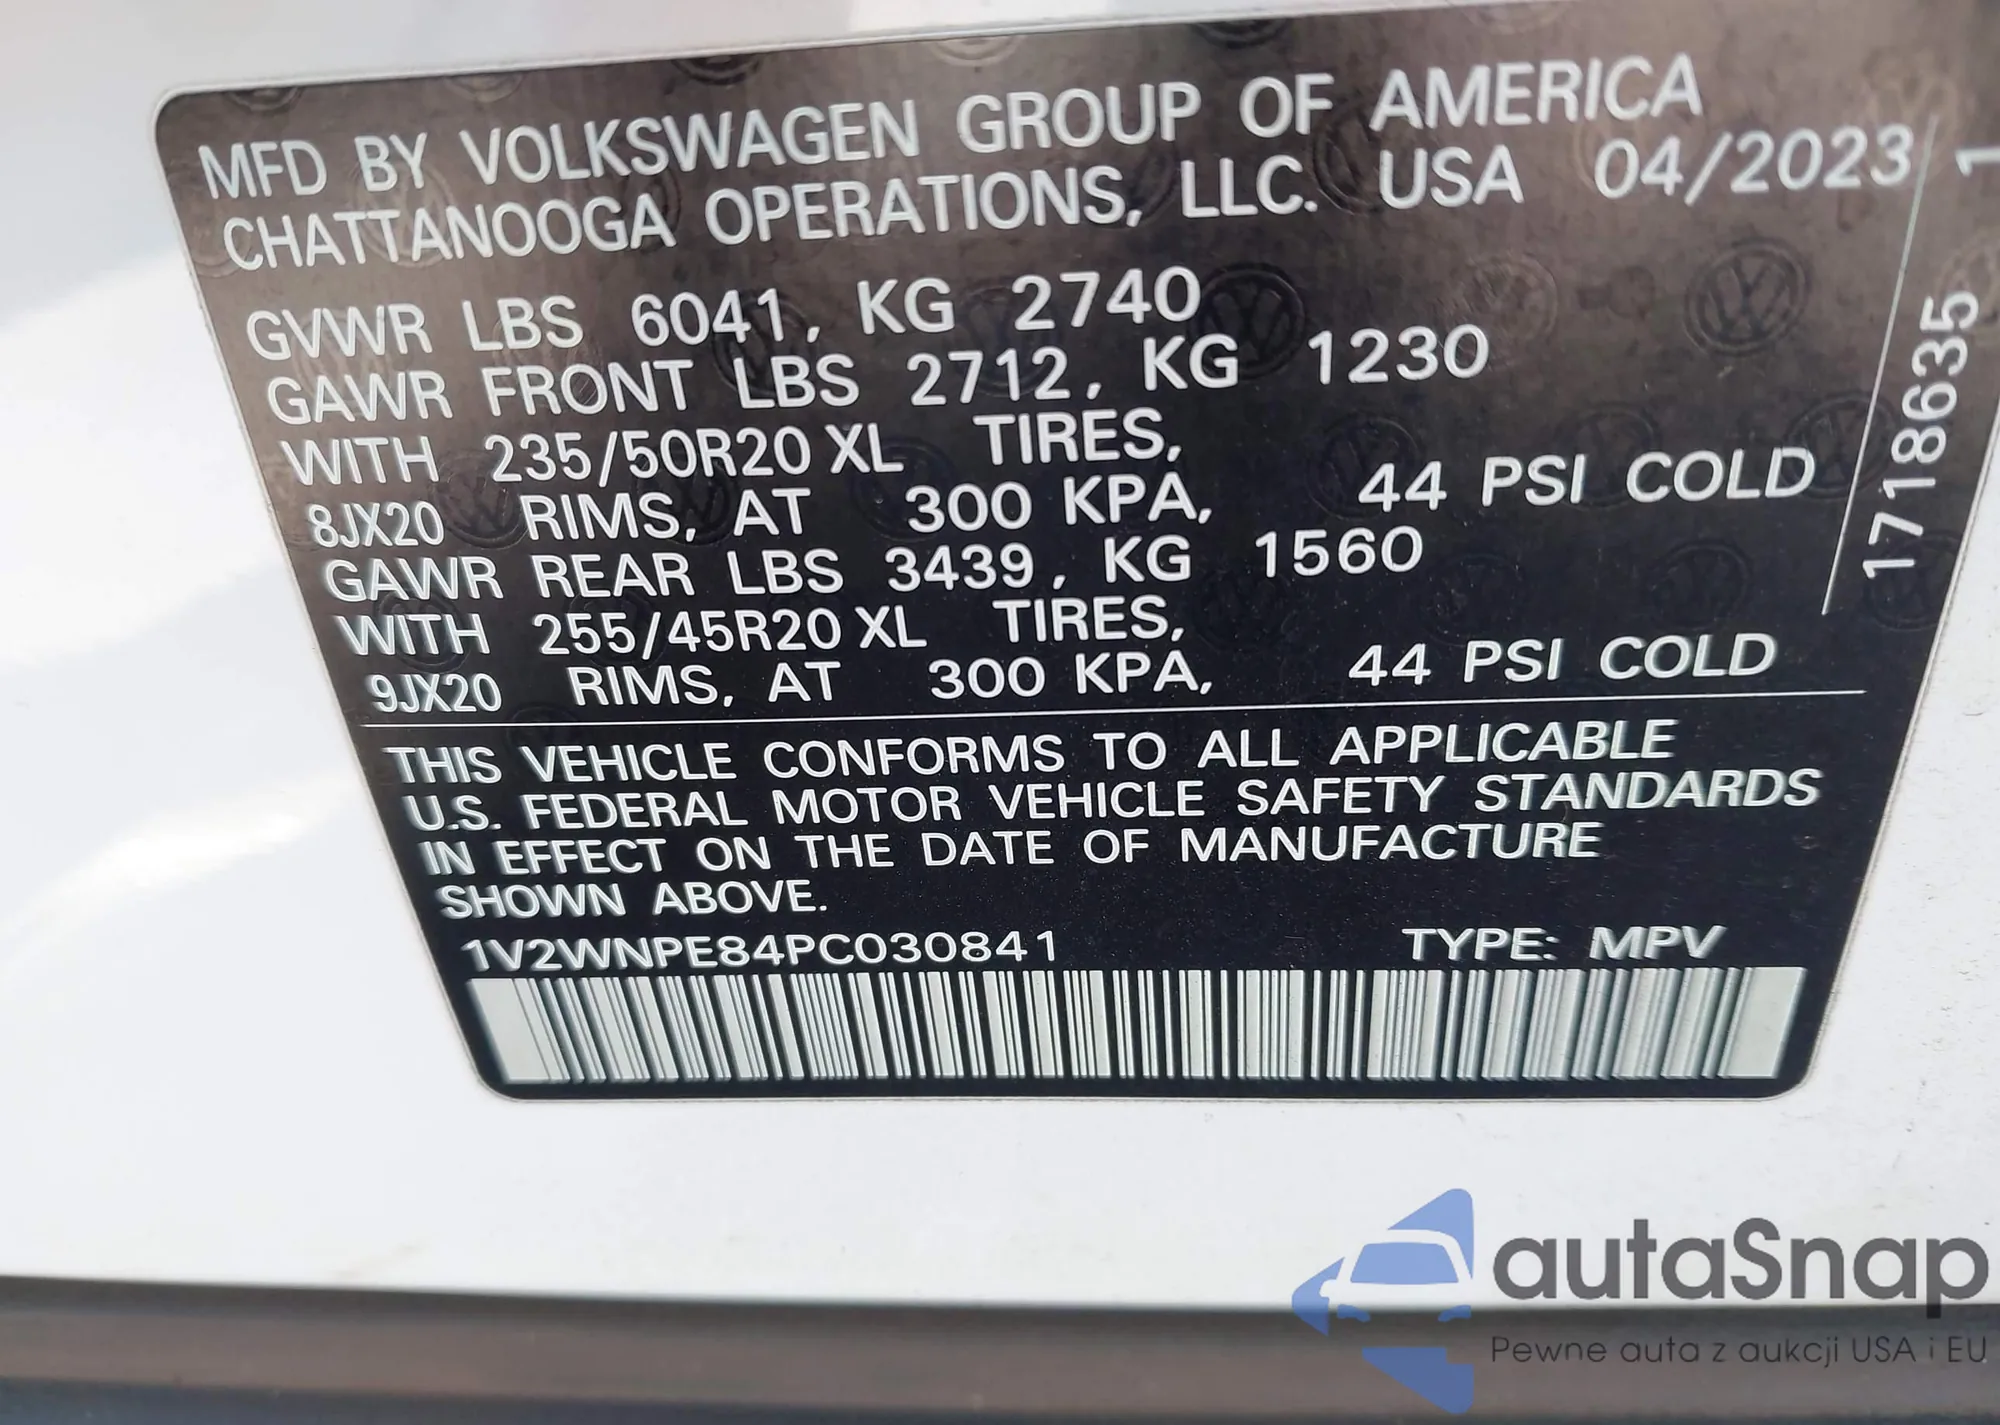 MFD BY VOLKSWAGEN GROUP OF AMERICA
CHATTANOOGA OPERATIONS, LLC. USA 04/2023
GVWR LBS 6041, KG 2740
GAWR FRONT LBS 2712, KG 1230
WITH 235/50R20 XL TIRES,
8JX20 RIMS, AT 300 KPA, 44 PSI COLD
GAWR REAR LBS 3439, KG 1560
WITH 255/45R20 XL TIRES,
9JX20 RIMS, AT 300 KPA, 44 PSI COLD
1718635 1
THIS VEHICLE CONFORMS TO ALL APPLICABLE
U.S. FEDERAL MOTOR VEHICLE SAFETY STANDARDS
IN EFFECT ON THE DATE OF MANUFACTURE
SHOWN ABOVE.
1V2WNPE84PC030841 TYPE: MPV
autaSnap
Pewne auta z aukcji USA i EU